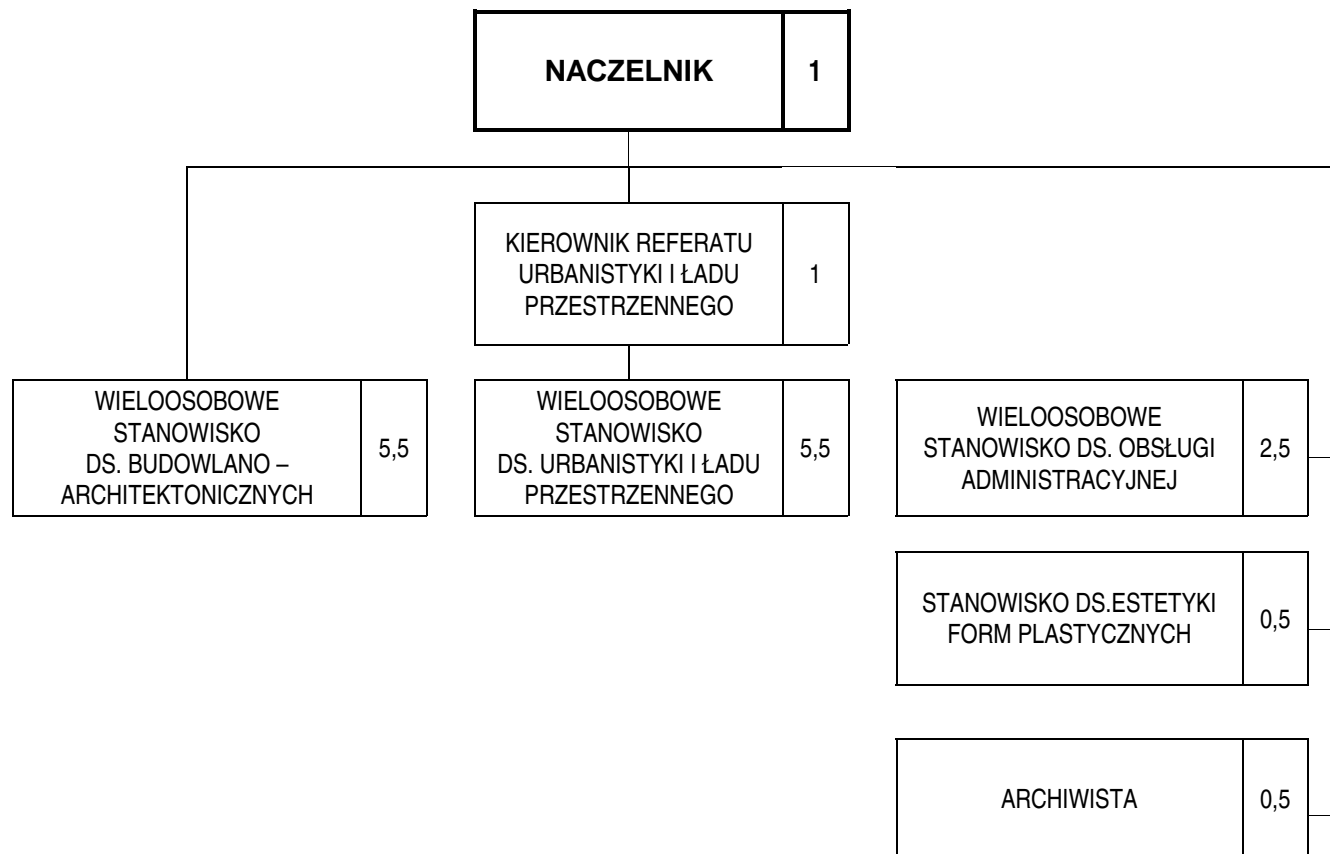 NACZELNIK
1
KIEROWNIK REFERATU
URBANISTYKI I ŁADU
PRZESTRZENNEGO
1
WIELOOSOBOWE
STANOWISKO
DS. BUDOWLANO –
ARCHITEKTONICZNYCH
5,5
WIELOOSOBOWE
STANOWISKO
DS. URBANISTYKI I ŁADU
PRZESTRZENNEGO
5,5
WIELOOSOBOWE
STANOWISKO DS. OBSŁUGI
ADMINISTRACYJNEJ
2,5
STANOWISKO DS.ESTETYKI
FORM PLASTYCZNYCH
0,5
ARCHIWISTA
0,5